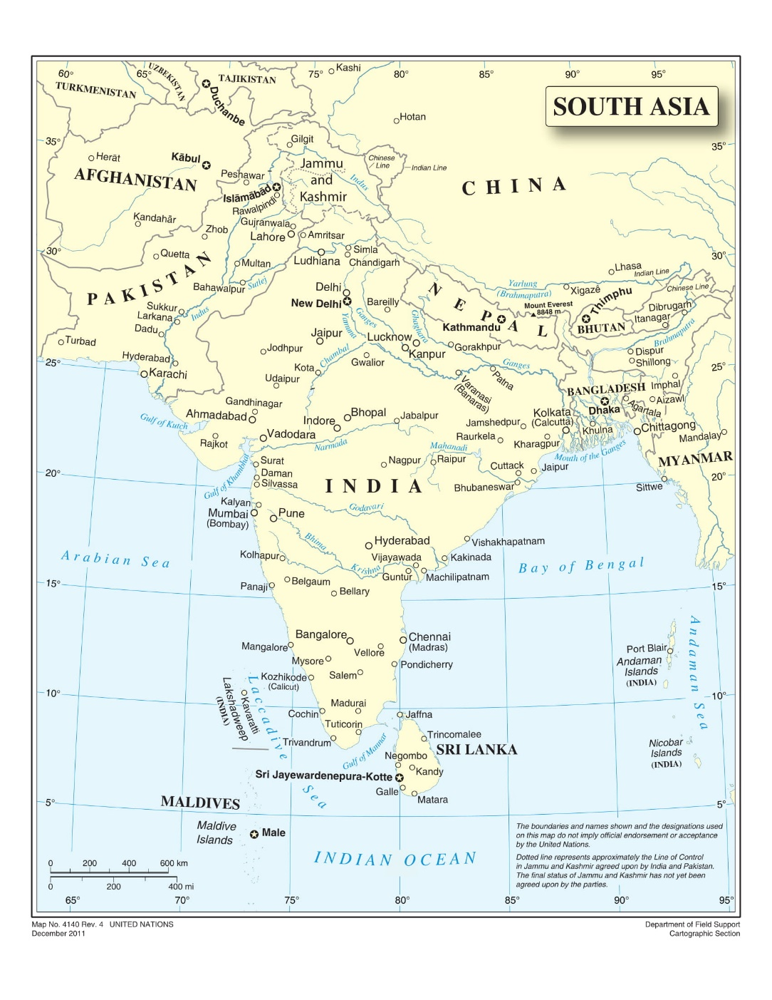 60°
65°
75°
80°
85°
90°
95°
UZBEKISTAN
TURKMENISTAN
TAJIKISTAN
Duchanbe
Kashi
Hotan
SOUTH ASIA
35°
35°
Gilgit
Herāt
Kābul
AFGHANISTAN
Peshawar
Jammu
and
Kashmir
Chinese
Line
Indian Line
Indus
CHINA
Islāmābād
Rawalpindi
Kandahār
Gujranwala
Zhob
Lahore
Amritsar
30°
30°
Quetta
Simla
Ludhiana
Chandigarh
PAKISTAN
Multan
Bahawalpur
Sutlej
Lhasa
Indian Line
Yarlung
(Brahmaputra)
Xigazê
Chinese Line
Delhi
New Delhi
Bareilly
NEPAL
Mount Everest
8848 m
Kathmandu
Thimphu
BHUTAN
Dibrugarh
Itanagar
Brahmaputra
Sukkur
Larkana
Indus
Dadu
Turbad
Yamuna
Ganges
Ghaghara
Jaipur
Lucknow
Kanpur
Gorakhpur
Jodhpur
Chambal
Gwalior
Ganges
Dispur
Shillong
Hyderabad
Karachi
25°
25°
Kota
Udaipur
Varanasi
(Banaras)
Patna
BANGLADESH
Imphal
Aizawl
Agartala
Dhaka
Gandhinagar
Ahmadabad
Indore
Bhopal
Jabalpur
Jamshedpur
Kolkata
(Calcutta)
Khulna
Chittagong
Mandalay
Gulf of Kutch
Rajkot
Vadodara
Narmada
Mahanadi
Raurkela
Kharagpur
Mouth of the Ganges
MYANMAR
20°
20°
Gulf of Khambhat
Surat
Daman
Silvassa
Nagpur
Raipur
Cuttack
Jaipur
Bhubaneswar
Sittwe
INDIA
Kalyan
Mumbai
(Bombay)
Pune
Godavari
Bhima
Hyderabad
Vishakhapatnam
Kolhapur
Vijayawada
Kakinada
Krishna
Guntur
Machilipatnam
Arabian Sea
Bay of Bengal
15°
15°
Panaji
Belgaum
Bellary
Bangalore
Chennai
(Madras)
Mangalore
Vellore
Mysore
Pondicherry
Salem
Kozhikode
(Calicut)
Port Blair
Andaman
Islands
(INDIA)
Andaman Sea
10°
10°
Kavaratti
Lakshadweep
(INDIA)
Laccadive
Sea
Madurai
Cochin
Jaffna
Tuticorin
Trivandrum
Trincomalee
Gulf of Mannar
SRI LANKA
Negombo
Kandy
Sri Jayewardenepura-Kotte
Galle
Matara
Nicobar
Islands
(INDIA)
5°
5°
MALDIVES
Maldive
Islands
Male
INDIAN OCEAN
The boundaries and names shown and the designations used
on this map do not imply official endorsement or acceptance
by the United Nations.
Dotted line represents approximately the Line of Control
in Jammu and Kashmir agreed upon by India and Pakistan.
The final status of Jammu and Kashmir has not yet been
agreed upon by the parties.
0 200 400 600 km
0 200 400 mi
65°
70°
75°
80°
85°
90°
95°
Map No. 4140 Rev. 4 UNITED NATIONS
December 2011
Department of Field Support
Cartographic Section